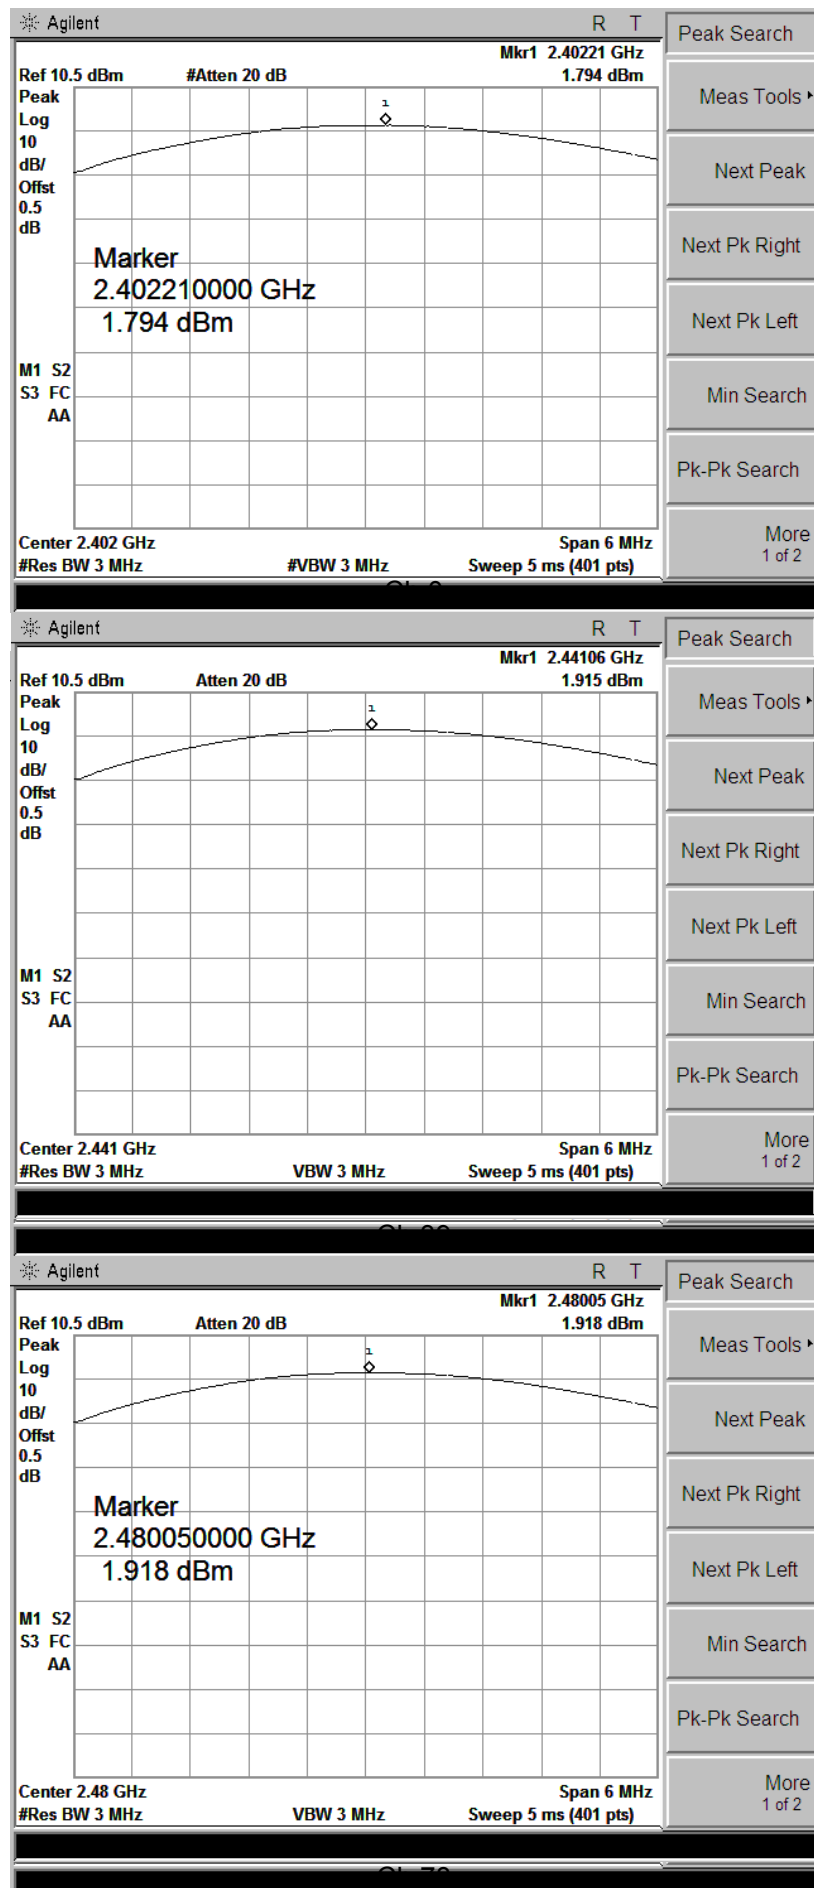 Agilent R T
Peak Search
Mkr1 2.40221 GHz
Ref 10.5 dBm #Atten 20 dB 1.794 dBm
Peak
Log
10
dB/
Offst
0.5
dB
1
Marker
2.402210000 GHz
1.794 dBm
M1 S2
S3 FC
AA
Center 2.402 GHz Span 6 MHz
#Res BW 3 MHz #VBW 3 MHz Sweep 5 ms (401 pts)
Meas Tools
Next Peak
Next Pk Right
Next Pk Left
Min Search
Pk-Pk Search
More
1 of 2
Agilent R T
Peak Search
Mkr1 2.44106 GHz
Ref 10.5 dBm Atten 20 dB 1.915 dBm
Peak
Log
10
dB/
Offst
0.5
dB
1
M1 S2
S3 FC
AA
Center 2.441 GHz Span 6 MHz
#Res BW 3 MHz VBW 3 MHz Sweep 5 ms (401 pts)
Meas Tools
Next Peak
Next Pk Right
Next Pk Left
Min Search
Pk-Pk Search
More
1 of 2
Agilent R T
Peak Search
Mkr1 2.48005 GHz
Ref 10.5 dBm Atten 20 dB 1.918 dBm
Peak
Log
10
dB/
Offst
0.5
dB
1
Marker
2.480050000 GHz
1.918 dBm
M1 S2
S3 FC
AA
Center 2.48 GHz Span 6 MHz
#Res BW 3 MHz VBW 3 MHz Sweep 5 ms (401 pts)
Meas Tools
Next Peak
Next Pk Right
Next Pk Left
Min Search
Pk-Pk Search
More
1 of 2